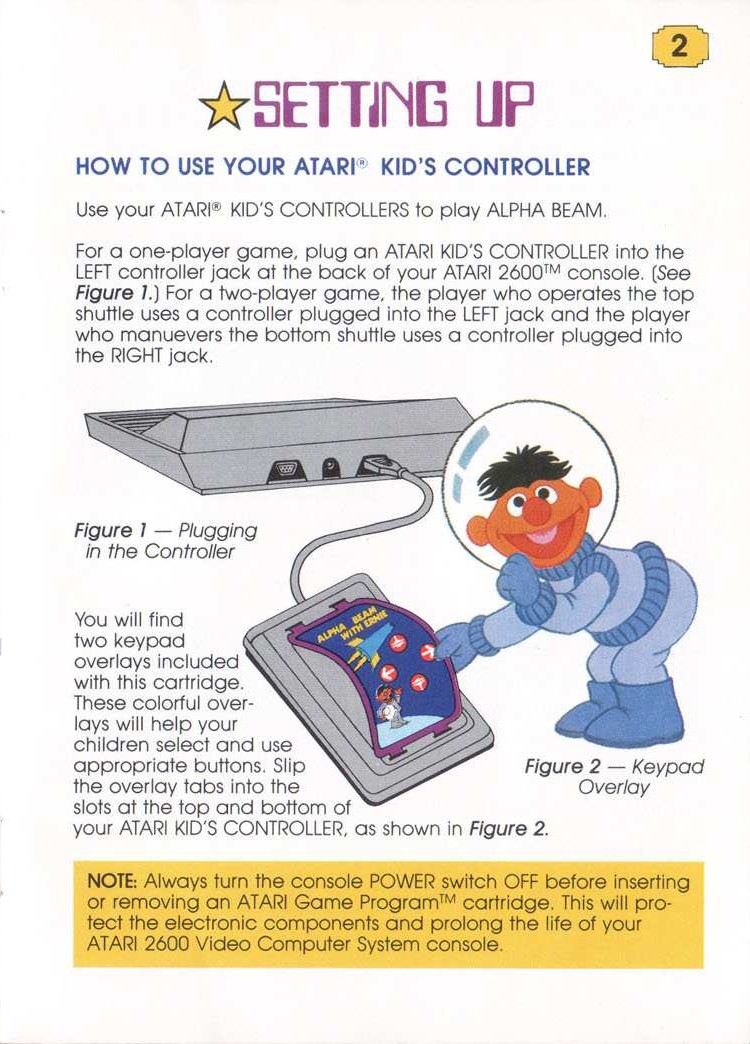 2
SETTING UP
HOW TO USE YOUR ATARI® KID'S CONTROLLER
Use your ATARI® KID'S CONTROLLERS to play ALPHA BEAM.
For a one-player game, plug an ATARI KID'S CONTROLLER into the
LEFT controller jack at the back of your ATARI 2600™ console. (See
Figure 1.) For a two-player game, the player who operates the top
shuttle uses a controller plugged into the LEFT jack and the player
who manuevers the bottom shuttle uses a controller plugged into
the RIGHT jack.
Figure 1 — Plugging
in the Controller
ALPHA BEAM
WITH ERNIE
You will find
two keypad
overlays included
with this cartridge.
These colorful over-
lays will help your
children select and use
appropriate buttons. Slip
the overlay tabs into the
slots at the top and bottom of
your ATARI KID'S CONTROLLER, as shown in Figure 2.
Figure 2 — Keypad
Overlay
NOTE: Always turn the console POWER switch OFF before inserting
or removing an ATARI Game Program™ cartridge. This will pro-
tect the electronic components and prolong the life of your
ATARI 2600 Video Computer System console.